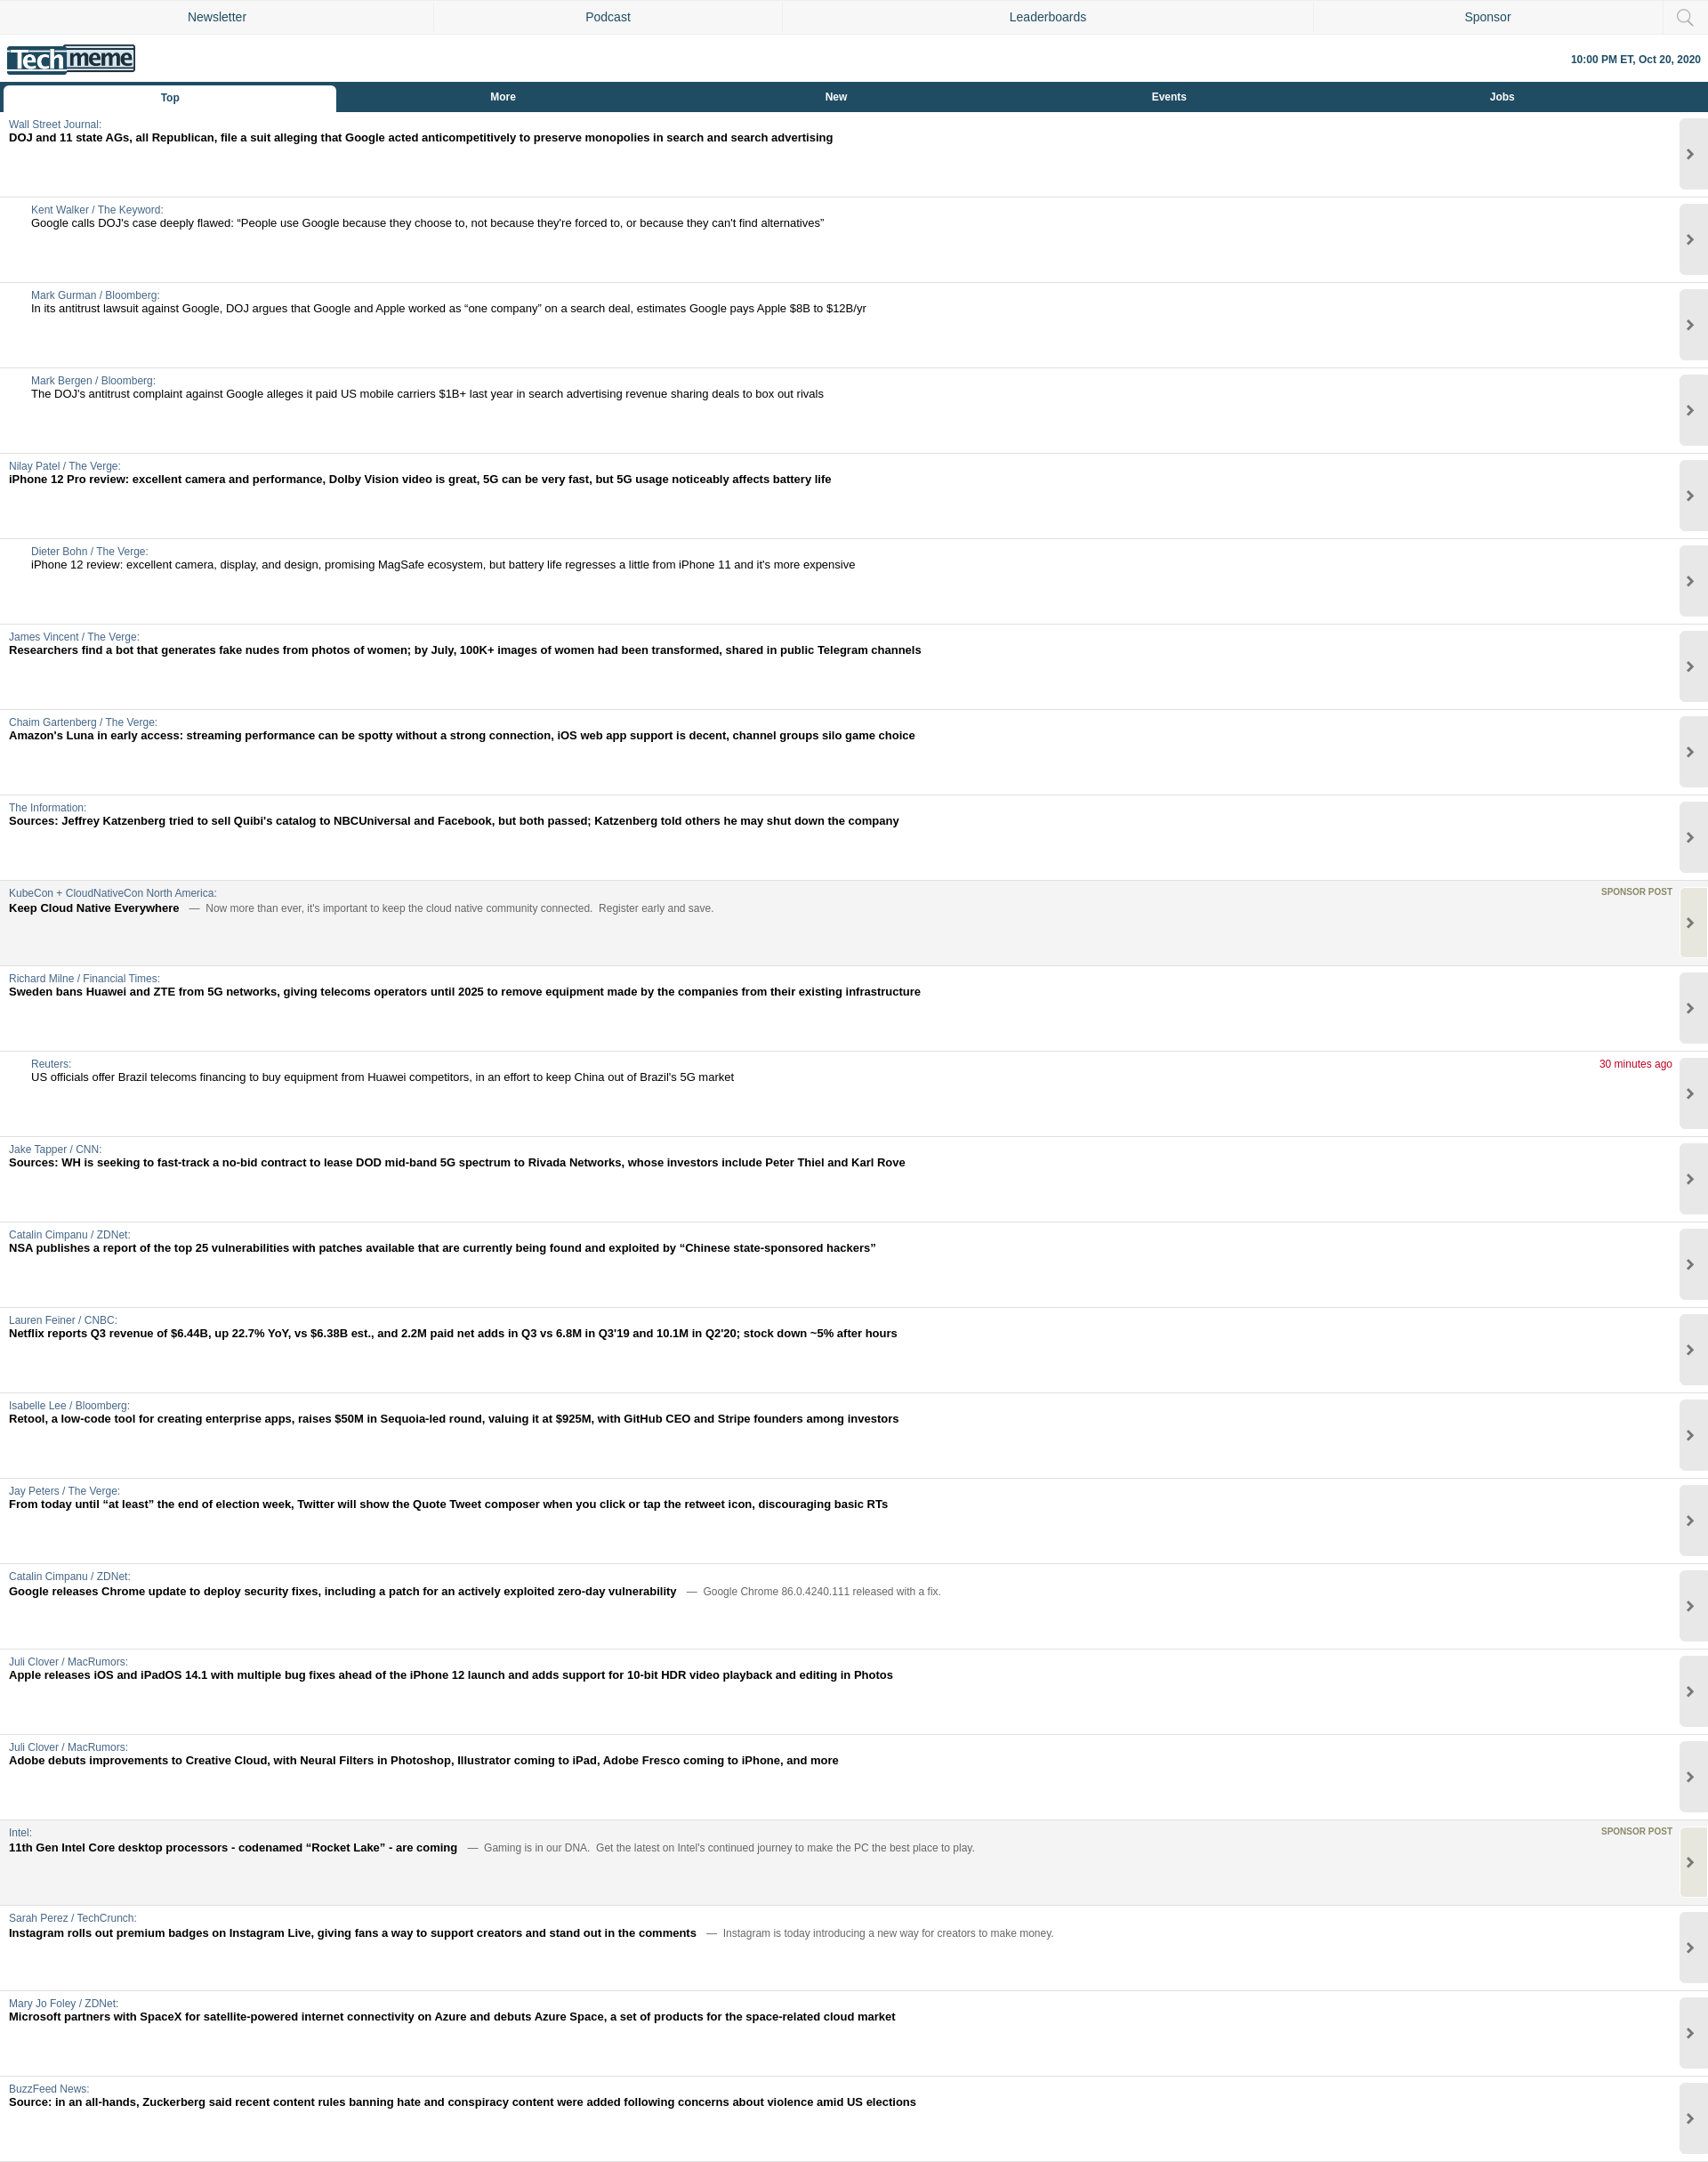 Newsletter
Podcast
Leaderboards
Sponsor
Techmeme
10:00 PM ET, Oct 20, 2020
Top
More
New
Events
Jobs
Wall Street Journal:
DOJ and 11 state AGs, all Republican, file a suit alleging that Google acted anticompetitively to preserve monopolies in search and search advertising
Kent Walker / The Keyword:
Google calls DOJ's case deeply flawed: “People use Google because they choose to, not because they're forced to, or because they can't find alternatives”
Mark Gurman / Bloomberg:
In its antitrust lawsuit against Google, DOJ argues that Google and Apple worked as “one company” on a search deal, estimates Google pays Apple $8B to $12B/yr
Mark Bergen / Bloomberg:
The DOJ's antitrust complaint against Google alleges it paid US mobile carriers $1B+ last year in search advertising revenue sharing deals to box out rivals
Nilay Patel / The Verge:
iPhone 12 Pro review: excellent camera and performance, Dolby Vision video is great, 5G can be very fast, but 5G usage noticeably affects battery life
Dieter Bohn / The Verge:
iPhone 12 review: excellent camera, display, and design, promising MagSafe ecosystem, but battery life regresses a little from iPhone 11 and it's more expensive
James Vincent / The Verge:
Researchers find a bot that generates fake nudes from photos of women; by July, 100K+ images of women had been transformed, shared in public Telegram channels
Chaim Gartenberg / The Verge:
Amazon's Luna in early access: streaming performance can be spotty without a strong connection, iOS web app support is decent, channel groups silo game choice
The Information:
Sources: Jeffrey Katzenberg tried to sell Quibi's catalog to NBCUniversal and Facebook, but both passed; Katzenberg told others he may shut down the company
KubeCon + CloudNativeCon North America:
SPONSOR POST
Keep Cloud Native Everywhere — Now more than ever, it's important to keep the cloud native community connected. Register early and save.
Richard Milne / Financial Times:
Sweden bans Huawei and ZTE from 5G networks, giving telecoms operators until 2025 to remove equipment made by the companies from their existing infrastructure
Reuters:
30 minutes ago
US officials offer Brazil telecoms financing to buy equipment from Huawei competitors, in an effort to keep China out of Brazil's 5G market
Jake Tapper / CNN:
Sources: WH is seeking to fast-track a no-bid contract to lease DOD mid-band 5G spectrum to Rivada Networks, whose investors include Peter Thiel and Karl Rove
Catalin Cimpanu / ZDNet:
NSA publishes a report of the top 25 vulnerabilities with patches available that are currently being found and exploited by “Chinese state-sponsored hackers”
Lauren Feiner / CNBC:
Netflix reports Q3 revenue of $6.44B, up 22.7% YoY, vs $6.38B est., and 2.2M paid net adds in Q3 vs 6.8M in Q3'19 and 10.1M in Q2'20; stock down ~5% after hours
Isabelle Lee / Bloomberg:
Retool, a low-code tool for creating enterprise apps, raises $50M in Sequoia-led round, valuing it at $925M, with GitHub CEO and Stripe founders among investors
Jay Peters / The Verge:
From today until “at least” the end of election week, Twitter will show the Quote Tweet composer when you click or tap the retweet icon, discouraging basic RTs
Catalin Cimpanu / ZDNet:
Google releases Chrome update to deploy security fixes, including a patch for an actively exploited zero-day vulnerability — Google Chrome 86.0.4240.111 released with a fix.
Juli Clover / MacRumors:
Apple releases iOS and iPadOS 14.1 with multiple bug fixes ahead of the iPhone 12 launch and adds support for 10-bit HDR video playback and editing in Photos
Juli Clover / MacRumors:
Adobe debuts improvements to Creative Cloud, with Neural Filters in Photoshop, Illustrator coming to iPad, Adobe Fresco coming to iPhone, and more
Intel:
SPONSOR POST
11th Gen Intel Core desktop processors - codenamed “Rocket Lake” - are coming — Gaming is in our DNA. Get the latest on Intel's continued journey to make the PC the best place to play.
Sarah Perez / TechCrunch:
Instagram rolls out premium badges on Instagram Live, giving fans a way to support creators and stand out in the comments — Instagram is today introducing a new way for creators to make money.
Mary Jo Foley / ZDNet:
Microsoft partners with SpaceX for satellite-powered internet connectivity on Azure and debuts Azure Space, a set of products for the space-related cloud market
BuzzFeed News:
Source: in an all-hands, Zuckerberg said recent content rules banning hate and conspiracy content were added following concerns about violence amid US elections